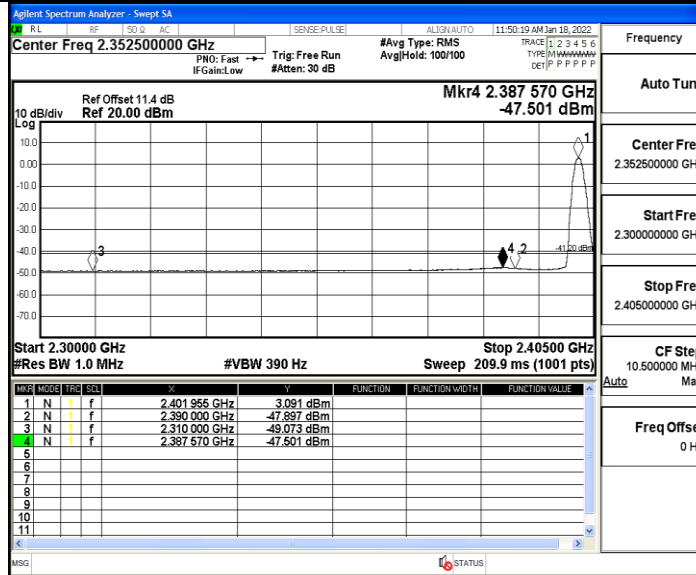 Agilent Spectrum Analyzer - Swept SA
RL RF 50 Ω AC SENSE:PULSE ALIGNAUTO 11:50:19 AM Jan 18, 2022
Center Freq 2.352500000 GHz
PNO: Fast
IFGain:Low
Trig: Free Run
#Atten: 30 dB
#Avg Type: RMS
Avg|Hold: 100/100
TRACE 1 2 3 4 5 6
TYPE M WWWWW
DET P P P P P P
Ref Offset 11.4 dB
10 dB/div Ref 20.00 dBm
Log
Mkr4 2.387 570 GHz
-47.501 dBm
10.0
0.00
-10.0
-20.0
-30.0
-40.0
-50.0
-60.0
-70.0
1
3
4 2
-41.20 dBm
Start 2.30000 GHz Stop 2.40500 GHz
#Res BW 1.0 MHz #VBW 390 Hz Sweep 209.9 ms (1001 pts)
MKR MODE TRC SCL X Y FUNCTION FUNCTION WIDTH FUNCTION VALUE
1 N 1 f 2.401 955 GHz 3.091 dBm
2 N 1 f 2.390 000 GHz -47.897 dBm
3 N 1 f 2.310 000 GHz -49.073 dBm
4 N 1 f 2.387 570 GHz -47.501 dBm
5
6
7
8
9
10
11
MSG STATUS
Frequency
Auto Tun
Center Fre
2.352500000 GH
Start Fre
2.300000000 GH
Stop Fre
2.405000000 GH
CF Ste
10.500000 MH
Auto Ma
Freq Offse
0 H